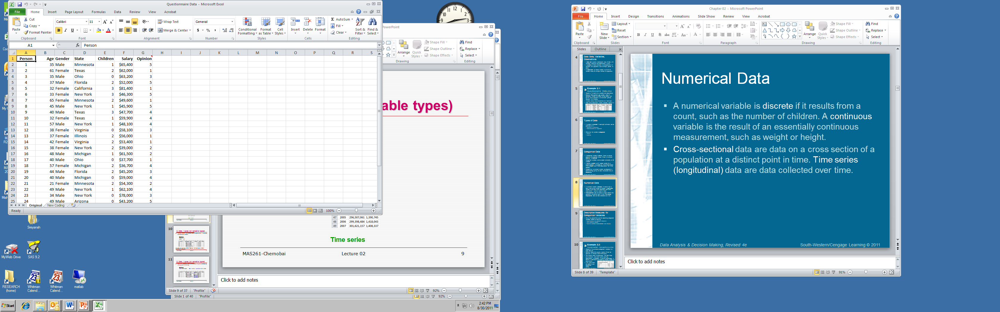 Questionnaire Data - Microsoft Excel
File Home Insert Page Layout Formulas Data Review View Acrobat
Paste
Cut
Copy
Format Painter
Clipboard
Calibri 11
B I U
Font
Wrap Text
Merge & Center
Alignment
General
$ % ,
Number
Conditional Formatting
Format as Table
Cell Styles
Styles
Insert Delete Format
Cells
AutoSum
Fill
Clear
Sort & Filter
Find & Select
Editing
A1 fx Person
A B C D E F G H I J K L M N O P Q R S
1 Person Age Gender State Children Salary Opinion
2 1 35 Male Minnesota 1 $65,400 5
3 2 61 Female Texas 2 $62,000 1
4 3 35 Male Ohio 0 $63,200 3
5 4 37 Male Florida 2 $52,000 5
6 5 32 Female California 3 $81,400 1
7 6 33 Female New York 3 $46,300 5
8 7 65 Female Minnesota 2 $49,600 1
9 8 45 Male New York 1 $45,900 5
10 9 40 Male Texas 3 $47,700 4
11 10 32 Female Texas 1 $59,900 4
12 11 57 Male New York 1 $48,100 4
13 12 38 Female Virginia 0 $58,100 3
14 13 37 Female Illinois 2 $56,000 1
15 14 42 Female Virginia 2 $53,400 1
16 15 38 Female New York 2 $39,000 2
17 16 48 Male Michigan 1 $61,500 2
18 17 40 Male Ohio 0 $37,700 1
19 18 57 Female Michigan 2 $36,700 4
20 19 44 Male Florida 2 $45,200 3
21 20 40 Male Michigan 0 $59,000 4
22 21 21 Female Minnesota 2 $54,300 2
23 22 49 Male New York 1 $62,100 4
24 23 34 Male New York 0 $78,000 3
25 24 49 Male Arizona 0 $43,200 5
Original New Coding
Ready 100%
PowerPoint
Arrange
Quick Styles
Shape Fill
Shape Outline
Shape Effects
Drawing
Find
Replace
Select
Editing
able types)
47 2005 296,507,061 1,390,745
48 2006 299,398,484 1,418,043
49 2007 301,621,157 1,408,337
Time series
MAS261-Chernobai Lecture 02 9
10
2. Data Types (or variable types)
11
2. Data Types (or variable types)
Click to add notes
Slide 9 of 37 "Profile" 92%
Slide 1 of 40 "Profile" 92%
Sreyansh
MyWeb Drive
SAS 9.2
RESEARCH (home)
Whitman Calend...
Whitman Calend...
matlab
Start
2:42 PM
8/30/2011
Chapter 02 - Microsoft PowerPoint
File Home Insert Design Transitions Animations Slide Show Review View Acrobat
Paste
Clipboard
New Slide
Layout
Reset
Section
Slides
B I U S abc AV Aa A
Font
Paragraph
Arrange
Quick Styles
Shape Fill
Shape Outline
Shape Effects
Drawing
Find
Replace
Select
Editing
Slides Outline
4
Data Sets, Variables, Observations
5
Example 2.1:
Questionnaire Data.xlsx
6
Types of Data
7
Categorical Data
8
Numerical Data
9
Descriptive Measures for Categorical Variables
10
Example 2.2:
Supermarket Transactions.xlsx
Numerical Data
A numerical variable is discrete if it results from a
count, such as the number of children. A continuous
variable is the result of an essentially continuous
measurement, such as weight or height.
Cross-sectional data are data on a cross section of a
population at a distinct point in time. Time series
(longitudinal) data are data collected over time.
Data Analysis & Decision Making, Revised 4e
South-Western/Cengage Learning © 2011
Click to add notes
Slide 8 of 39 "Template" 91%